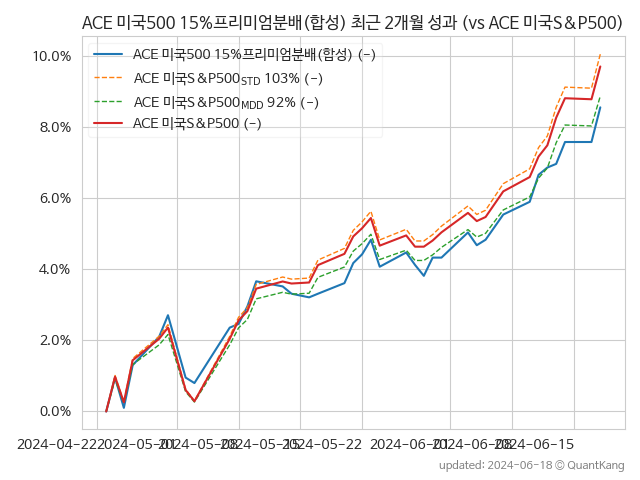 ACE 미국500 15%프리미엄분배(합성) 최근 2개월 성과 (vs ACE 미국S&P500)
ACE 미국500 15%프리미엄분배(합성) (-)
ACE 미국S&P500STD 103% (-)
ACE 미국S&P500MDD 92% (-)
ACE 미국S&P500 (-)
10.0%
8.0%
6.0%
4.0%
2.0%
0.0%
2024-04-22 2024-05-01 2024-05-08 2024-05-15 2024-05-22 2024-06-01 2024-06-08 2024-06-15
updated: 2024-06-18 © QuantKang